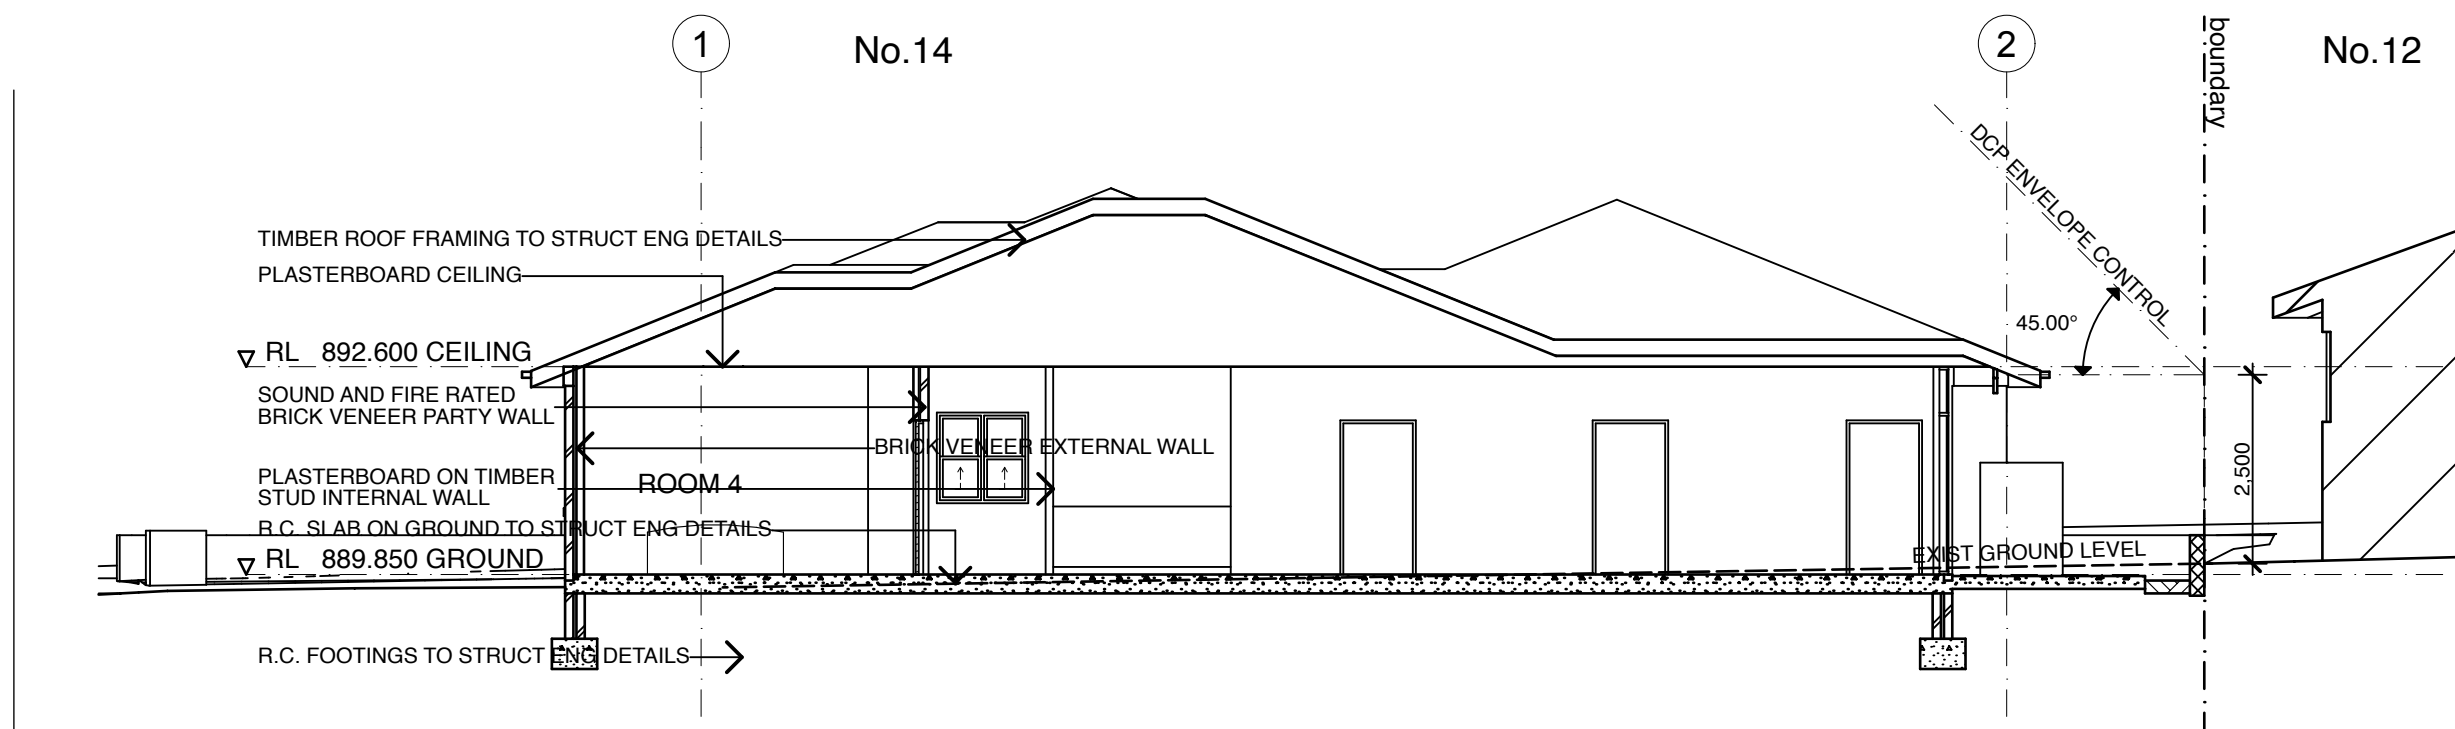 1
No.14
2
boundary
No.12
DCP ENVELOPE CONTROL
TIMBER ROOF FRAMING TO STRUCT ENG DETAILS
PLASTERBOARD CEILING
45.00°
RL 892.600 CEILING
SOUND AND FIRE RATED
BRICK VENEER PARTY WALL
BRICK VENEER EXTERNAL WALL
PLASTERBOARD ON TIMBER
STUD INTERNAL WALL
ROOM 4
2,500
R.C. SLAB ON GROUND TO STRUCT ENG DETAILS
RL 889.850 GROUND
EXIST GROUND LEVEL
R.C. FOOTINGS TO STRUCT ENG DETAILS